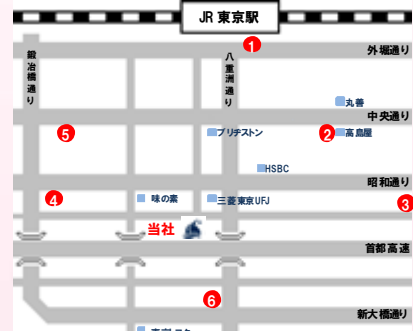 JR 東京駅
1
外堀通り
鍛冶橋通り
八重洲通り
丸善
中央通り
5
ブリヂストン
2
高島屋
HSBC
昭和通り
4
味の素
三菱東京UFJ
3
当社
首都高速
6
新大橋通り